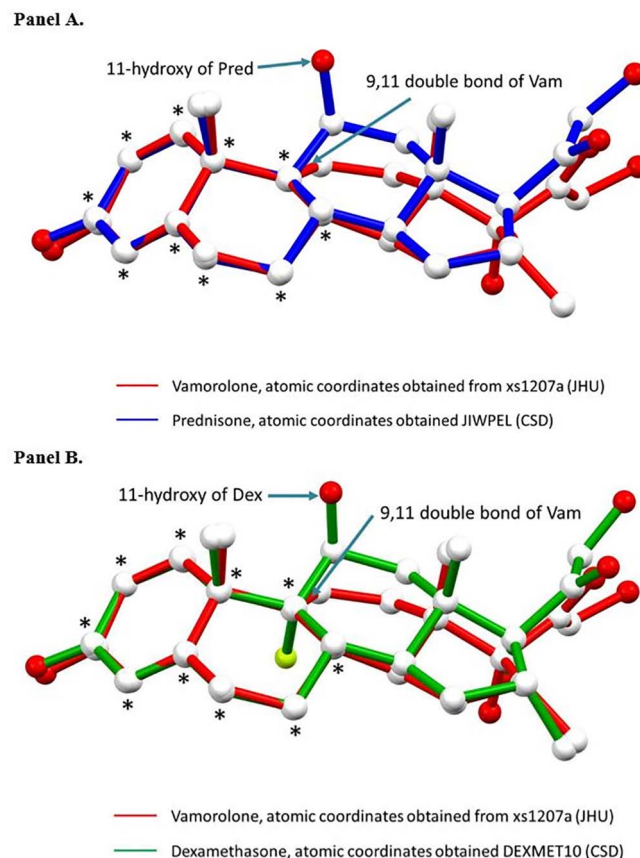 Panel A.
11-hydroxy of Pred
9,11 double bond of Vam
* * * * * * * * * *
Vamorolone, atomic coordinates obtained from xs1207a (JHU)
Prednisone, atomic coordinates obtained JIWPEL (CSD)
Panel B.
11-hydroxy of Dex
9,11 double bond of Vam
* * * * * * * * * *
Vamorolone, atomic coordinates obtained from xs1207a (JHU)
Dexamethasone, atomic coordinates obtained DEXMET10 (CSD)